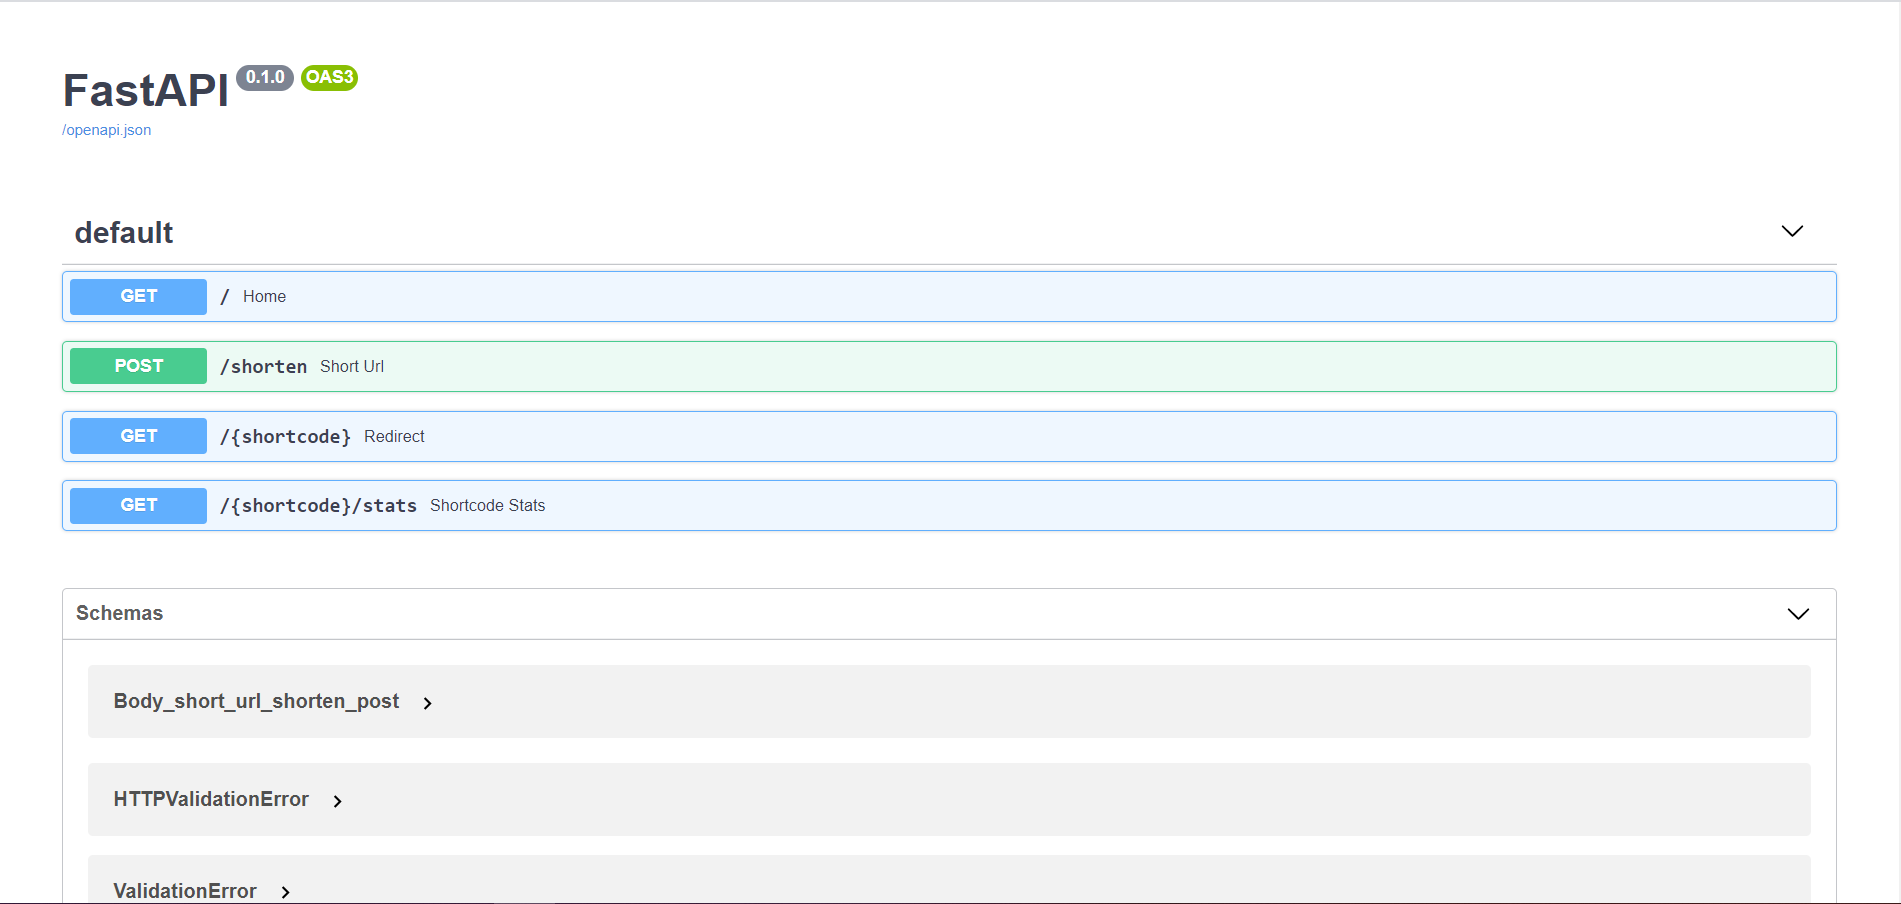 FastAPI 0.1.0 OAS3
/openapi.json
default
GET / Home
POST /shorten Short Url
GET /{shortcode} Redirect
GET /{shortcode}/stats Shortcode Stats
Schemas
Body_short_url_shorten_post
HTTPValidationError
ValidationError